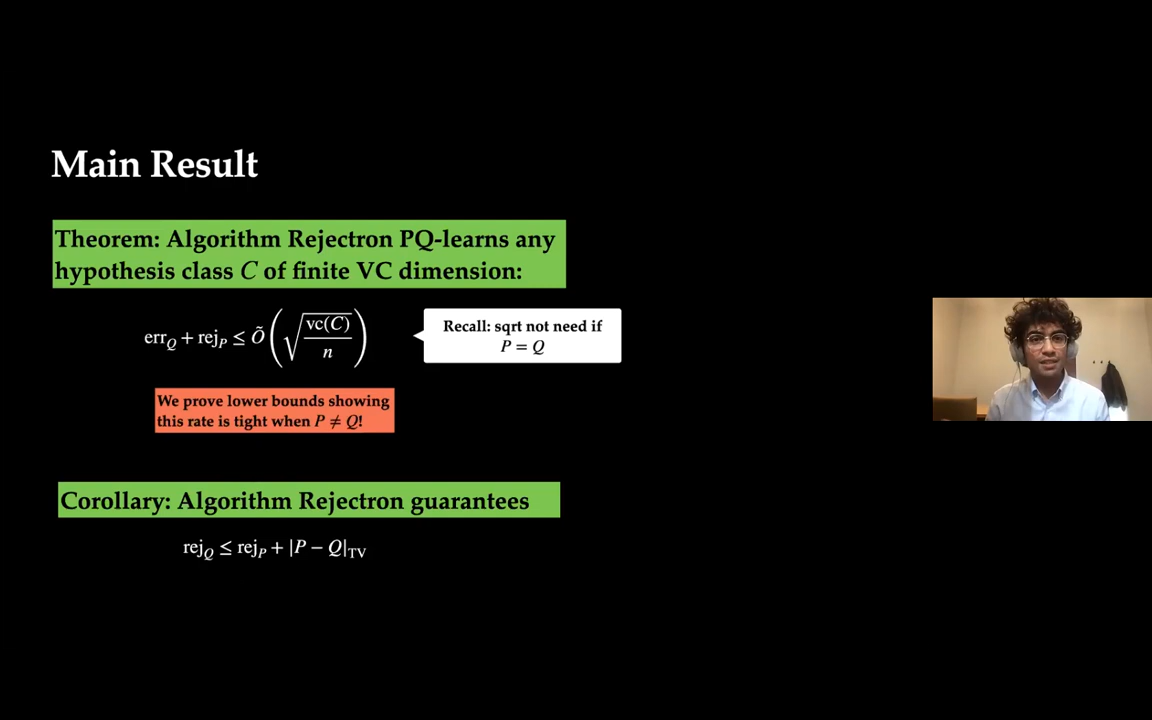 Main Result
Theorem: Algorithm Rejectron PQ-learns any
hypothesis class C of finite VC dimension:
err_Q + rej_P ≤ Õ(√(vc(C)/n))
Recall: sqrt not need if
P = Q
We prove lower bounds showing
this rate is tight when P ≠ Q!
Corollary: Algorithm Rejectron guarantees
rej_Q ≤ rej_P + |P − Q|_TV